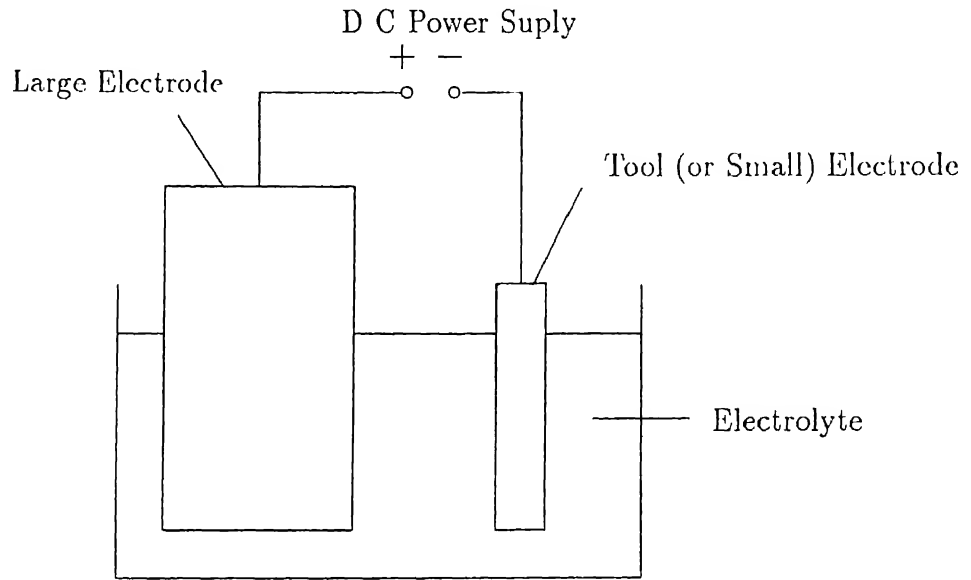 D C Power Suply
+ −
Large Electrode
Tool (or Small) Electrode
Electrolyte